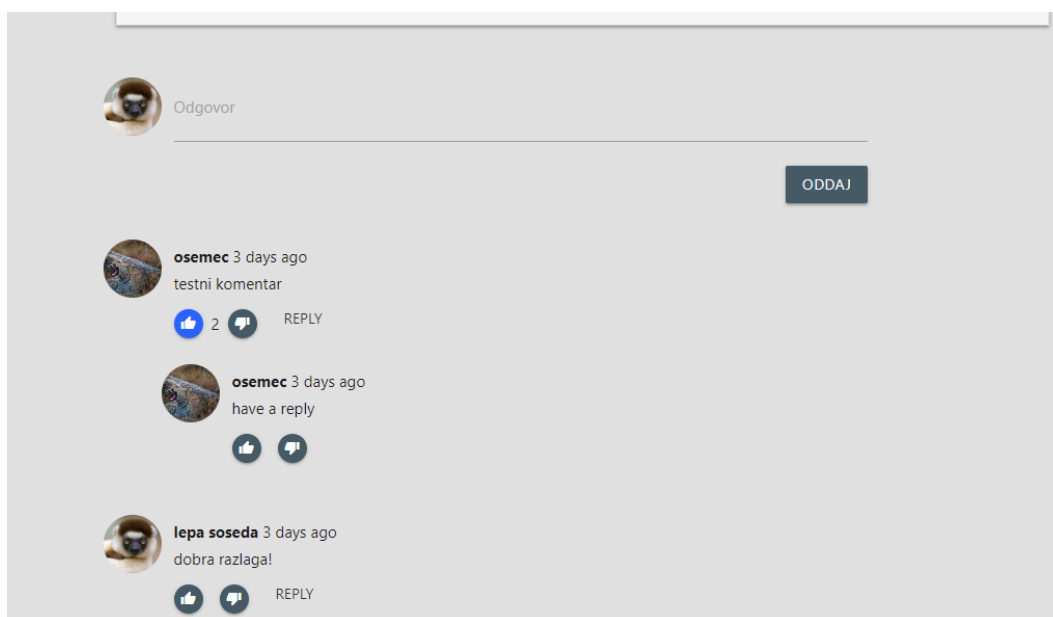 Odgovor
ODDAJ
osemec 3 days ago
testni komentar
2 REPLY
osemec 3 days ago
have a reply
lepa soseda 3 days ago
dobra razlaga!
REPLY